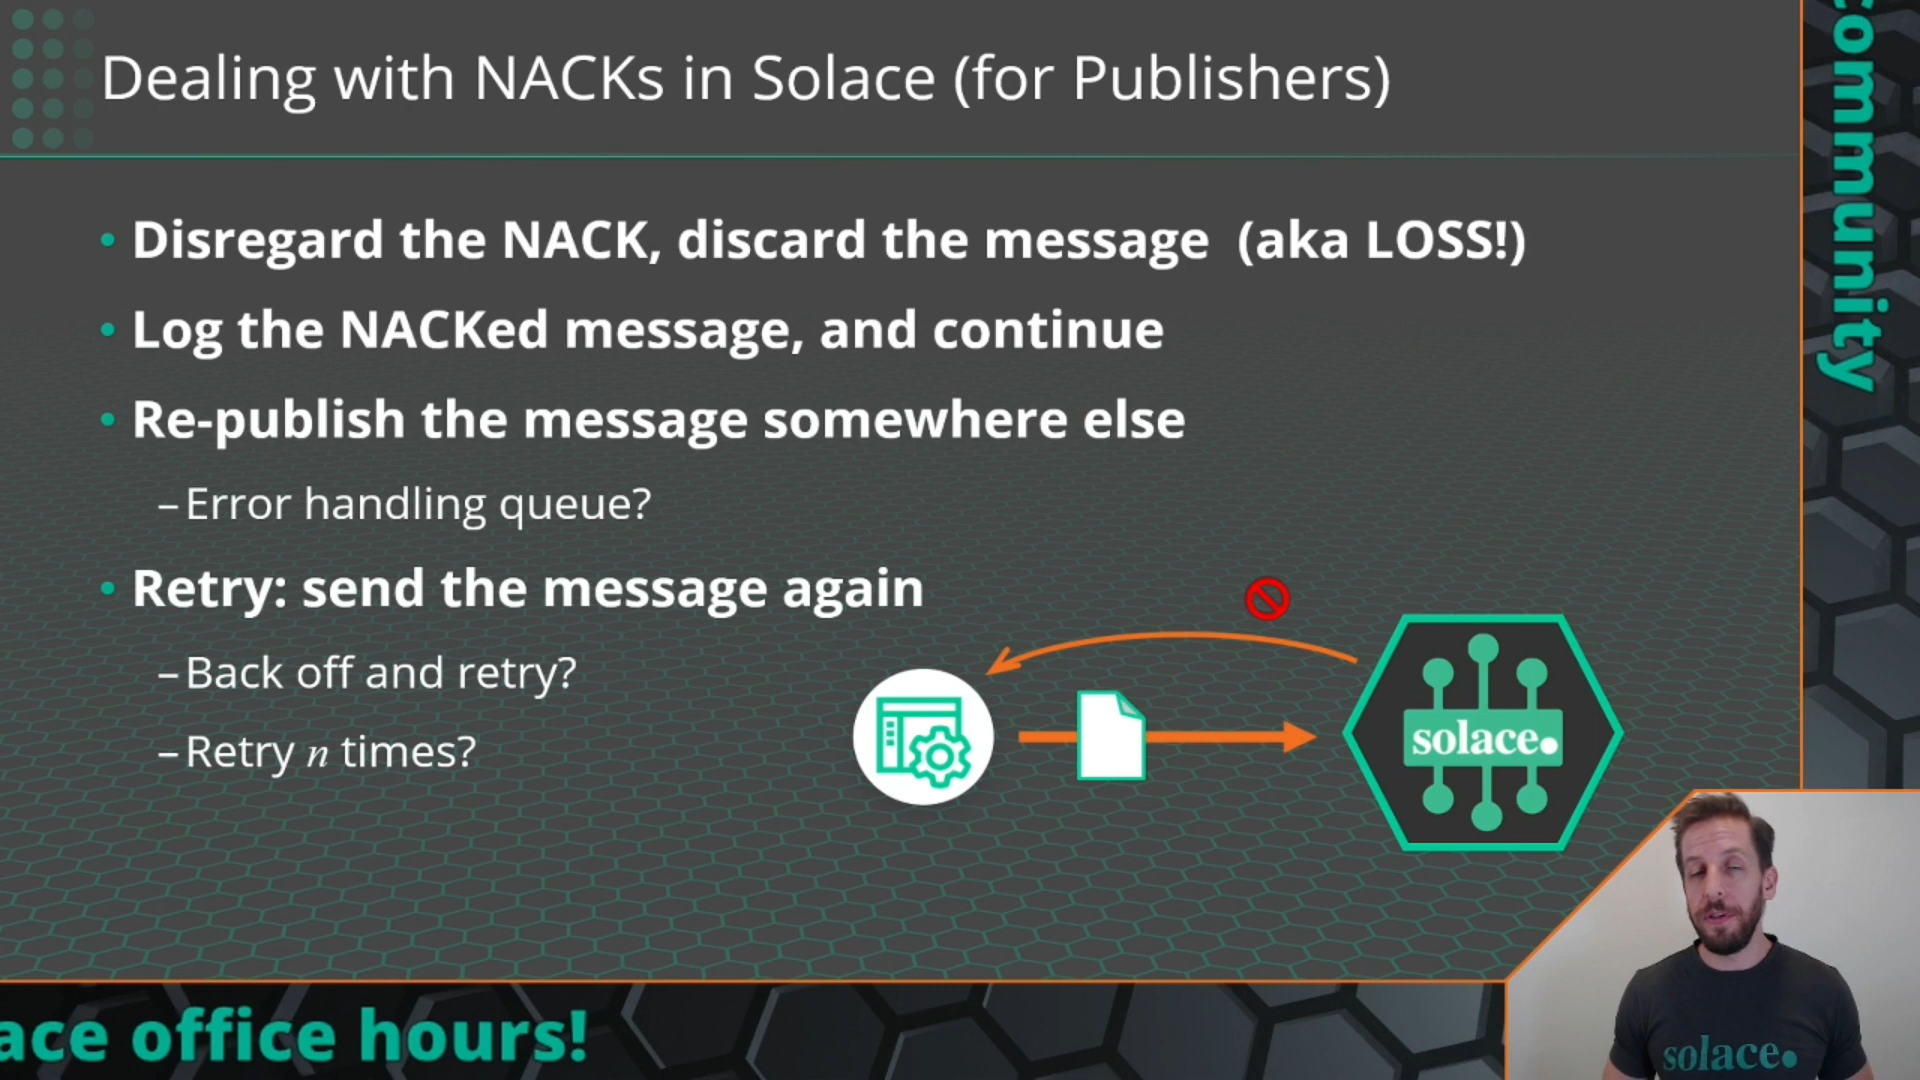 Dealing with NACKs in Solace (for Publishers)
• Disregard the NACK, discard the message (aka LOSS!)
• Log the NACKed message, and continue
• Re-publish the message somewhere else
–Error handling queue?
• Retry: send the message again
–Back off and retry?
–Retry n times?
solace.
community
ace office hours!
solace.